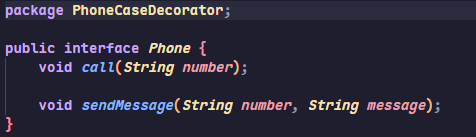 package PhoneCaseDecorator;
public interface Phone {
void call(String number);
void sendMessage(String number, String message);
}